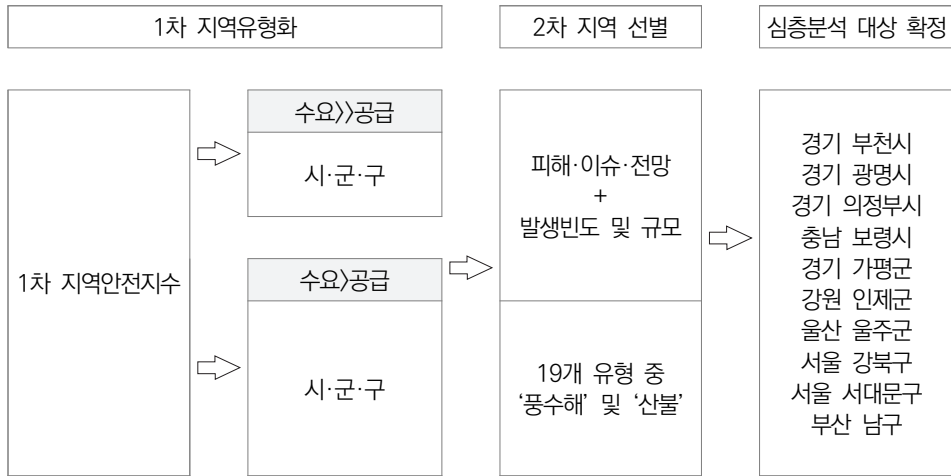 1차 지역유형화
2차 지역 선별
심층분석 대상 확정
1차 지역안전지수
수요〉〉공급
시·군·구
수요〉공급
시·군·구
피해·이슈·전망
+
발생빈도 및 규모
19개 유형 중
‘풍수해’ 및 ‘산불’
경기 부천시
경기 광명시
경기 의정부시
충남 보령시
경기 가평군
강원 인제군
울산 울주군
서울 강북구
서울 서대문구
부산 남구